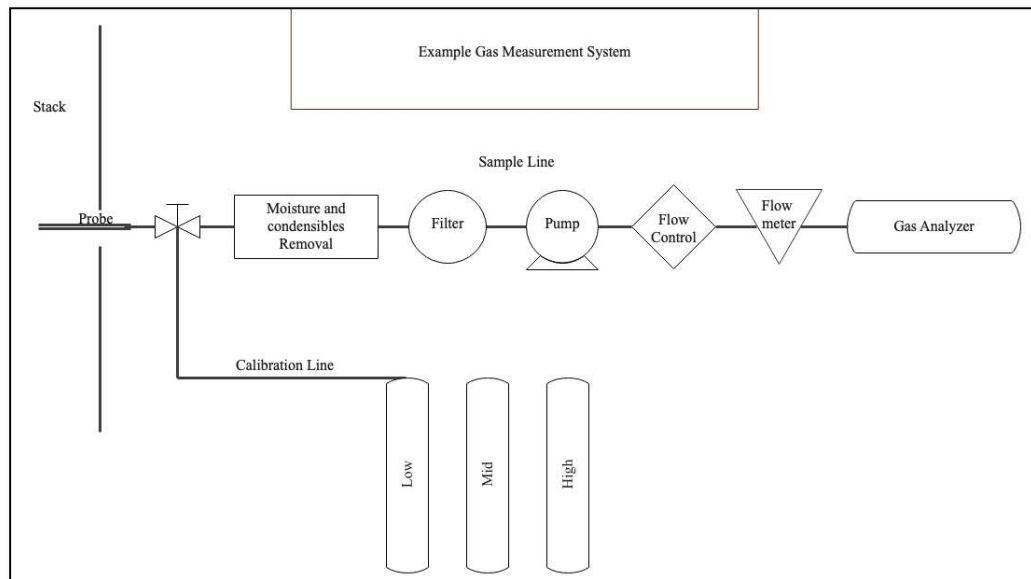 Example Gas Measurement System
Stack
Sample Line
Probe
Moisture and
condensibles
Removal
Filter
Pump
Flow
Control
Flow
meter
Gas Analyzer
Calibration Line
Low
Mid
High